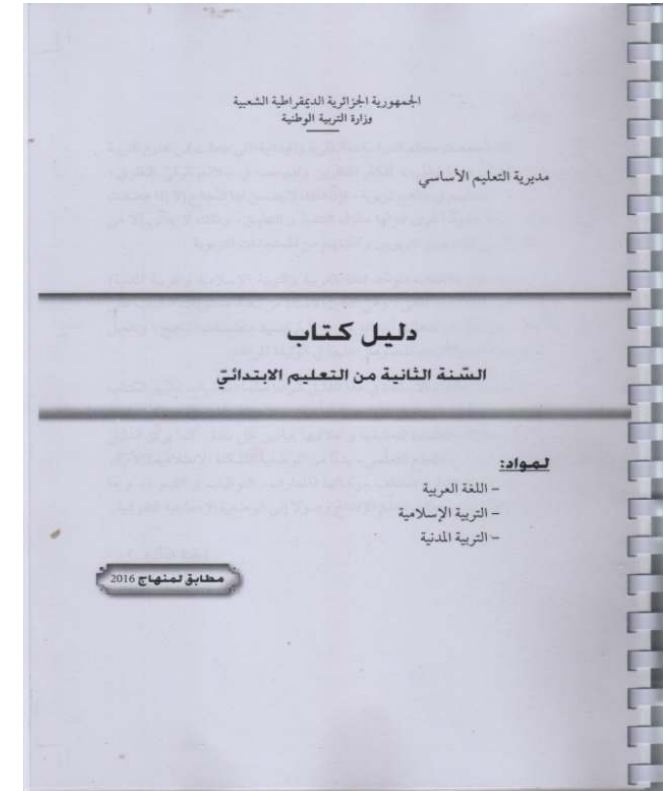 الجمهورية الجزائرية الديمقراطية الشعبية
وزارة التربية الوطنية
مديرية التعليم الأساسي
دليل كتاب
السّنة الثانية من التعليم الابتدائيّ
لمواد:
- اللغة العربية
- التربية الإسلامية
- التربية المدنية
مطابق لمنهاج 2016